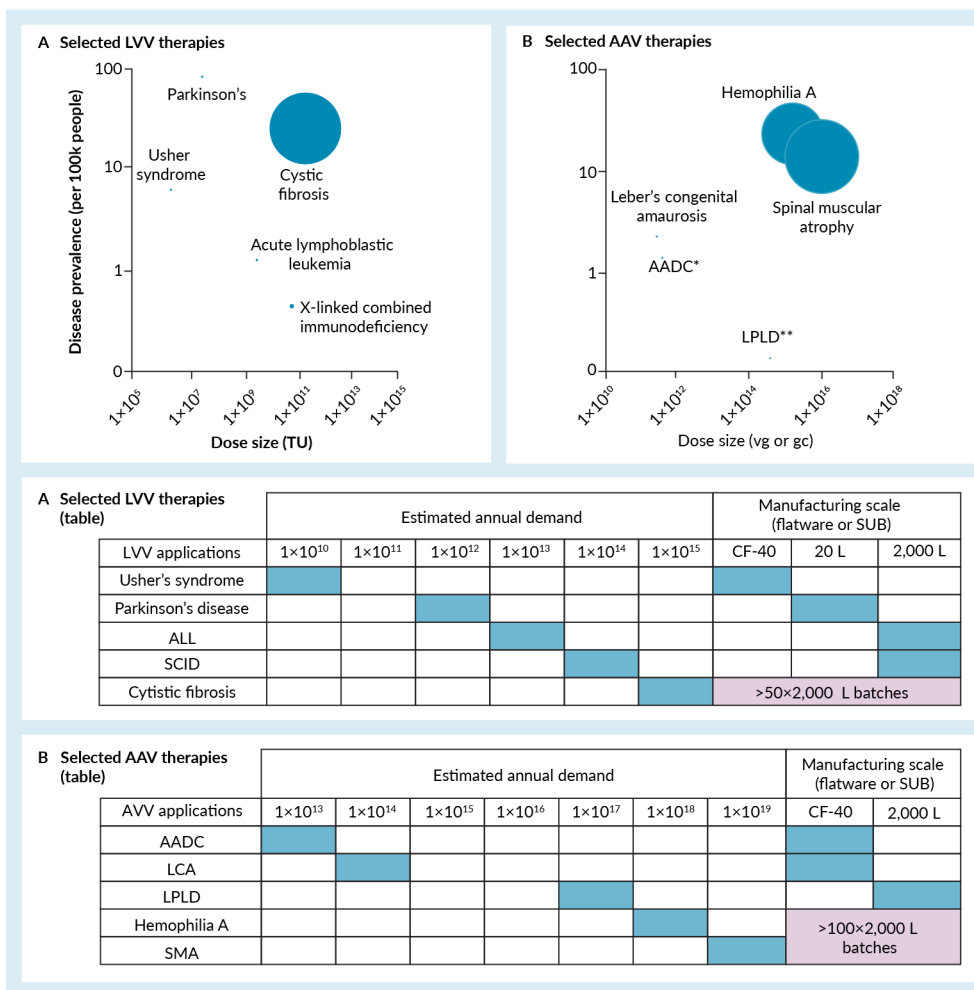 A Selected LVV therapies
Disease prevalence (per 100k people)
100
10
1
0
Parkinson's
Usher
syndrome
Cystic
fibrosis
Acute lymphoblastic
leukemia
X-linked combined
immunodeficiency
1×10⁵
1×10⁷
1×10⁹
1×10¹¹
1×10¹³
1×10¹⁵
Dose size (TU)
B Selected AAV therapies
100
10
1
0
Hemophilia A
Spinal muscular
atrophy
Leber's congenital
amaurosis
AADC*
LPLD**
1×10¹⁰
1×10¹²
1×10¹⁴
1×10¹⁶
1×10¹⁸
Dose size (vg or gc)
A Selected LVV therapies
(table)
Estimated annual demand
Manufacturing scale
(flatware or SUB)
LVV applications 1×10¹⁰ 1×10¹¹ 1×10¹² 1×10¹³ 1×10¹⁴ 1×10¹⁵ CF-40 20 L 2,000 L
Usher's syndrome
Parkinson's disease
ALL
SCID
Cytistic fibrosis >50×2,000 L batches
B Selected AAV therapies
(table)
Estimated annual demand
Manufacturing scale
(flatware or SUB)
AVV applications 1×10¹³ 1×10¹⁴ 1×10¹⁵ 1×10¹⁶ 1×10¹⁷ 1×10¹⁸ 1×10¹⁹ CF-40 2,000 L
AADC
LCA
LPLD
Hemophilia A
SMA
>100×2,000 L
batches